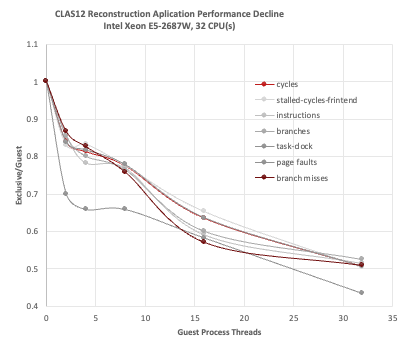 CLAS12 Reconstruction Aplication Performance Decline
Intel Xeon E5-2687W, 32 CPU(s)
1.1
1
0.9
0.8
0.7
0.6
0.5
0.4
Exclusive/Guest
cycles
stalled-cycles-frintend
instructions
branches
task-dock
page faults
branch misses
0
5
10
15
20
25
30
35
Guest Process Threads